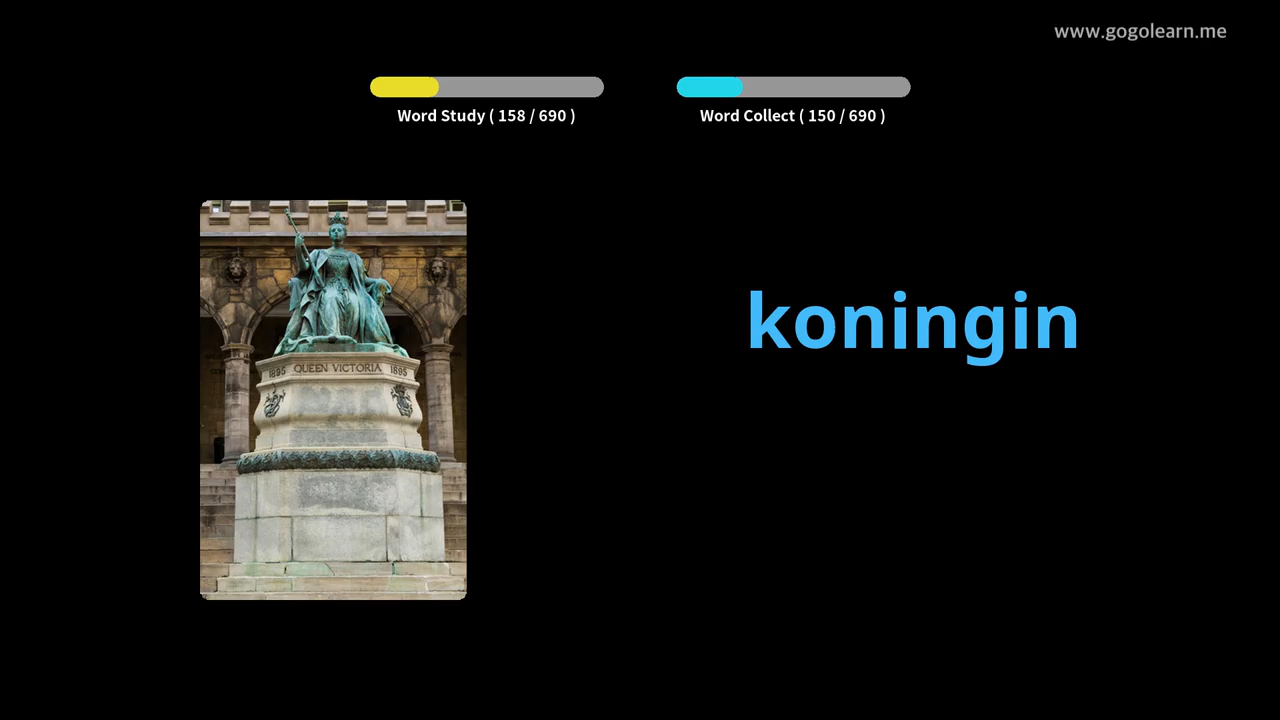 www.gogolearn.me
Word Study ( 158 / 690 )
Word Collect ( 150 / 690 )
koningin
1895 QUEEN VICTORIA 1895